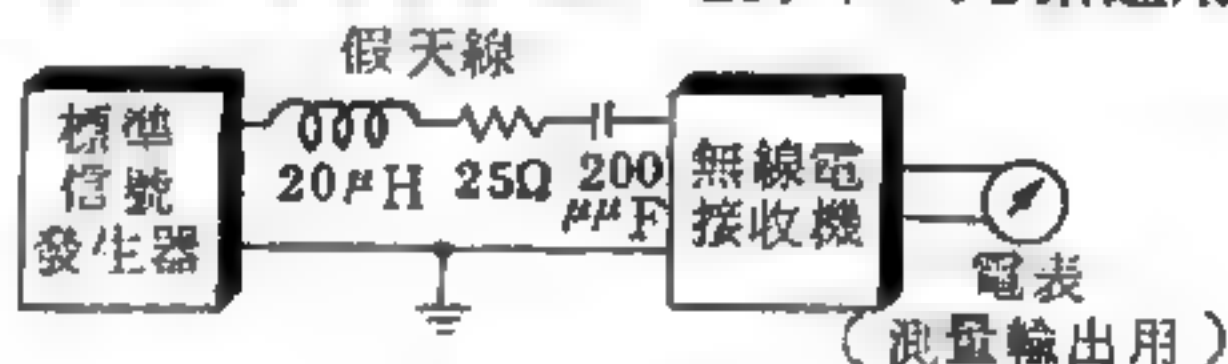 假天線
標準
信號
發生器
20μH 25Ω 200
μμF
無線電
接收機
電表
(測量輸出用)